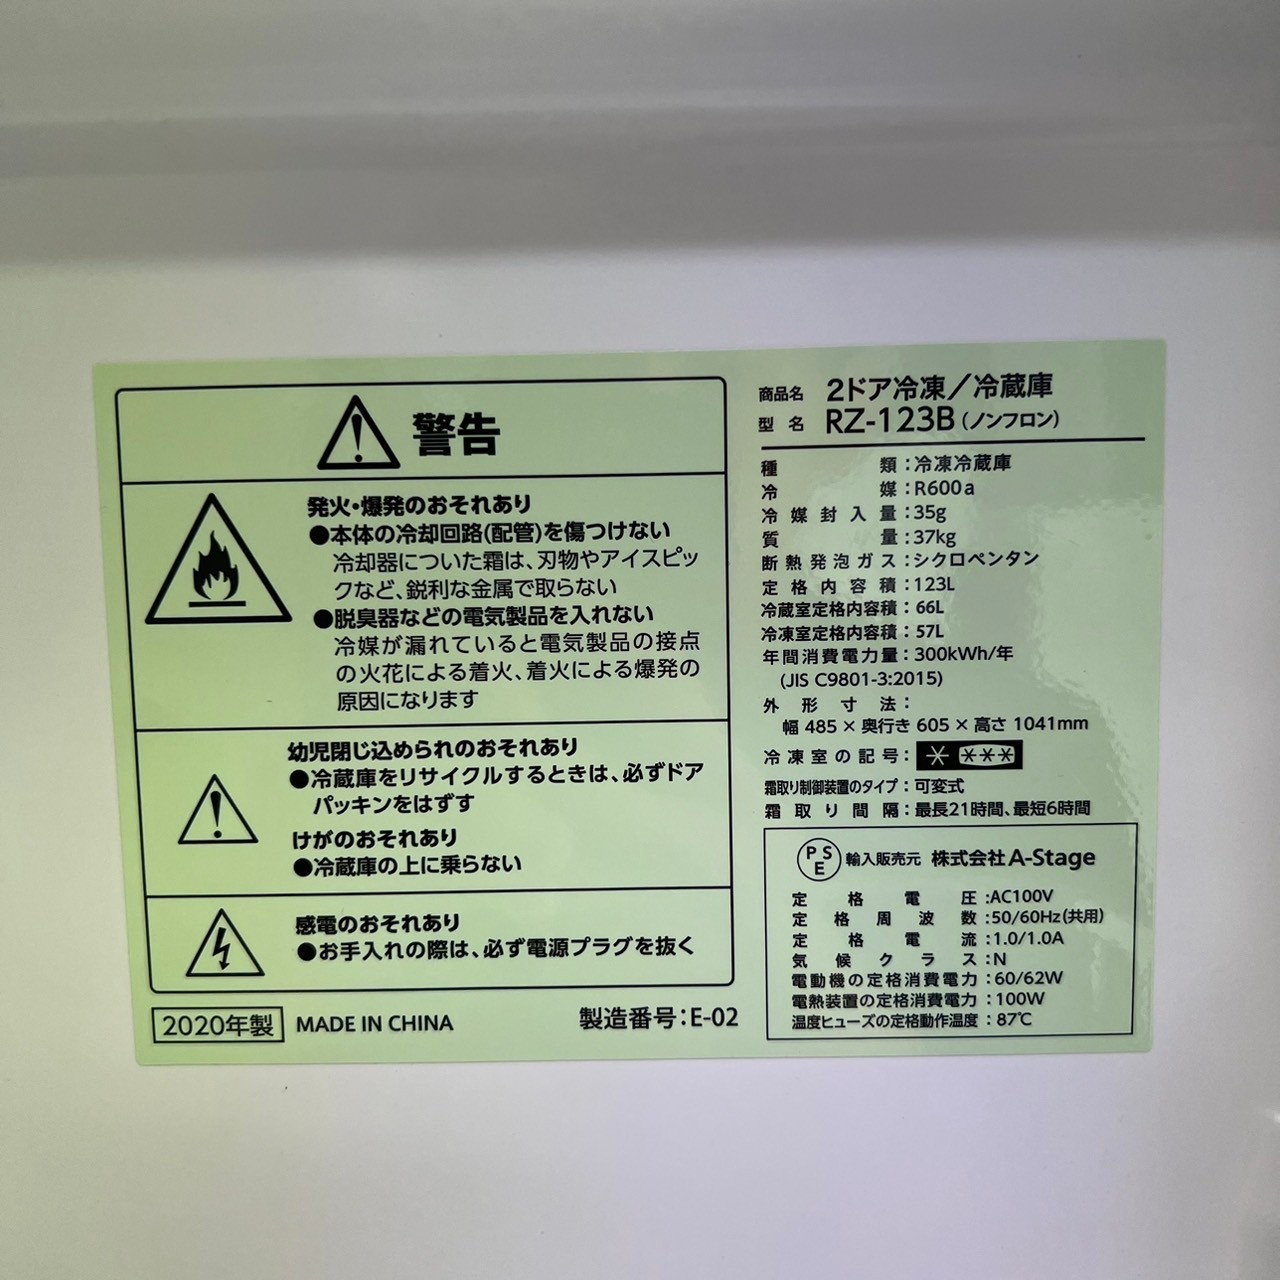 警告
発火・爆発のおそれあり
●本体の冷却回路(配管)を傷つけない
冷却器についた霜は、刃物やアイスピッ
クなど、鋭利な金属で取らない
●脱臭器などの電気製品を入れない
冷媒が漏れていると電気製品の接点
の火花による着火、着火による爆発の
原因になります
幼児閉じ込められのおそれあり
●冷蔵庫をリサイクルするときは、必ずドア
パッキンをはずす
けがのおそれあり
●冷蔵庫の上に乗らない
感電のおそれあり
●お手入れの際は、必ず電源プラグを抜く
2020年製 MADE IN CHINA 製造番号：E-02
商品名 2ドア冷凍／冷蔵庫
型名 RZ-123B（ノンフロン）
種類：冷凍冷蔵庫
冷媒：R600a
冷媒封入量：35g
質量：37kg
断熱発泡ガス：シクロペンタン
定格内容積：123L
冷蔵室定格内容積：66L
冷凍室定格内容積：57L
年間消費電力量：300kWh/年
(JIS C9801-3:2015)
外形寸法：
幅 485 × 奥行き 605 × 高さ 1041mm
冷凍室の記号：* ***
霜取り制御装置のタイプ：可変式
霜取り間隔：最長21時間、最短6時間
PSE 輸入販売元 株式会社A-Stage
定格電圧：AC100V
定格周波数：50/60Hz(共用)
定格電流：1.0/1.0A
気候クラス：N
電動機の定格消費電力：60/62W
電熱装置の定格消費電力：100W
温度ヒューズの定格動作温度：87℃